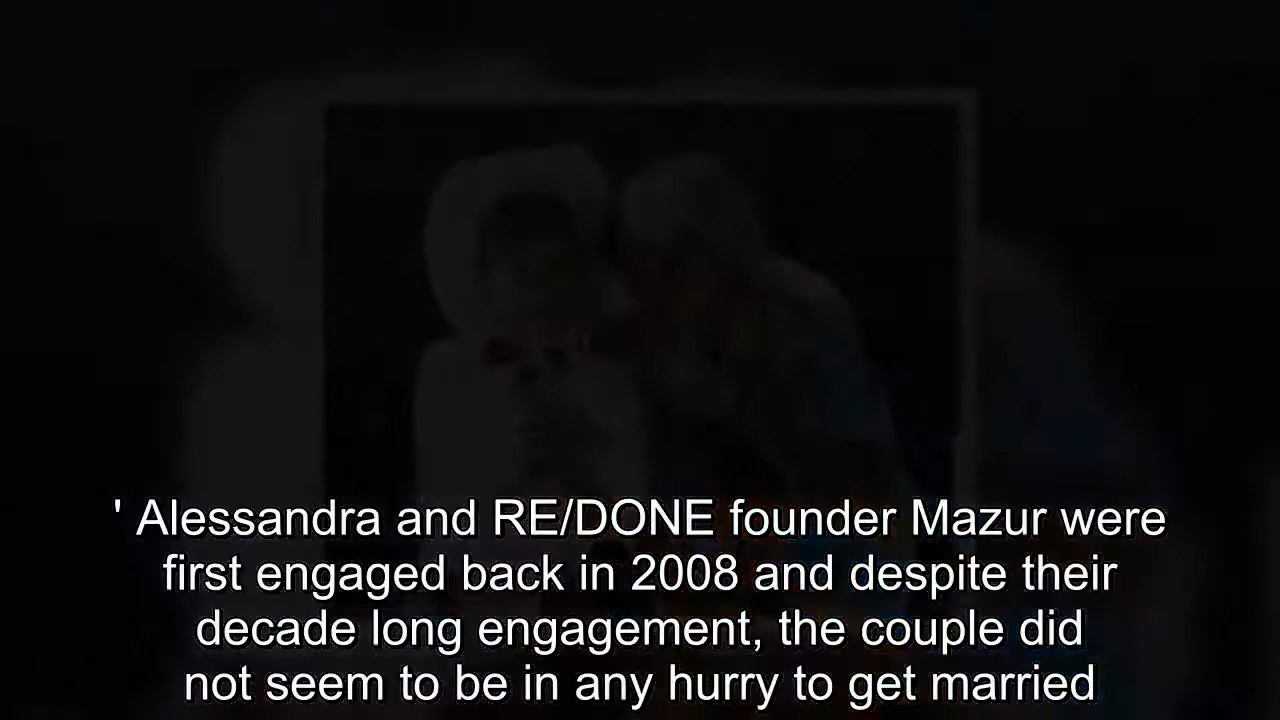 ' Alessandra and RE/DONE founder Mazur were
first engaged back in 2008 and despite their
decade long engagement, the couple did
not seem to be in any hurry to get married